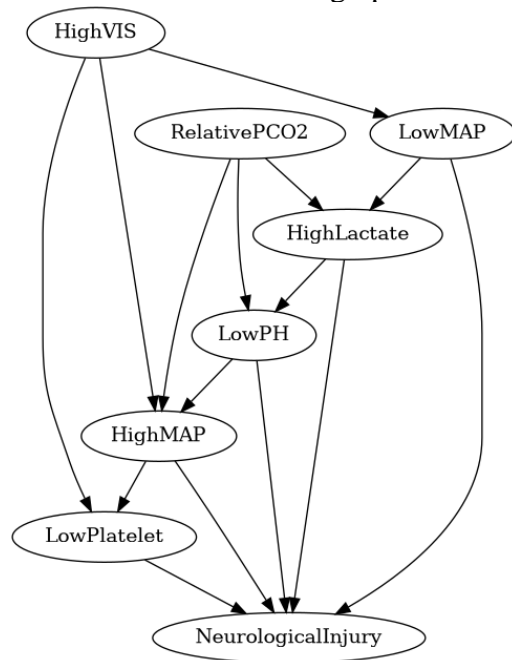 HighVIS
RelativePCO2
LowMAP
HighLactate
LowPH
HighMAP
LowPlatelet
NeurologicalInjury